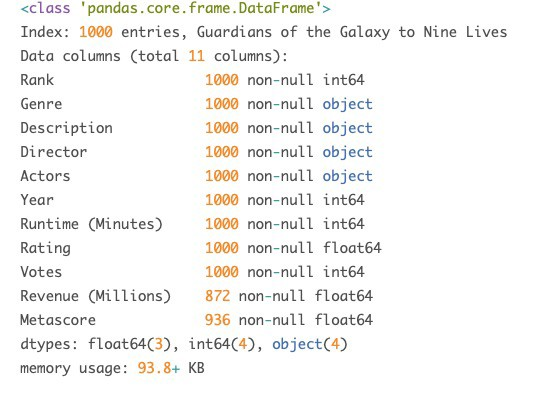 <class 'pandas.core.frame.DataFrame'>
Index: 1000 entries, Guardians of the Galaxy to Nine Lives
Data columns (total 11 columns):
Rank                  1000 non-null int64
Genre                 1000 non-null object
Description           1000 non-null object
Director              1000 non-null object
Actors                1000 non-null object
Year                  1000 non-null int64
Runtime (Minutes)     1000 non-null int64
Rating                1000 non-null float64
Votes                 1000 non-null int64
Revenue (Millions)    872 non-null float64
Metascore             936 non-null float64
dtypes: float64(3), int64(4), object(4)
memory usage: 93.8+ KB